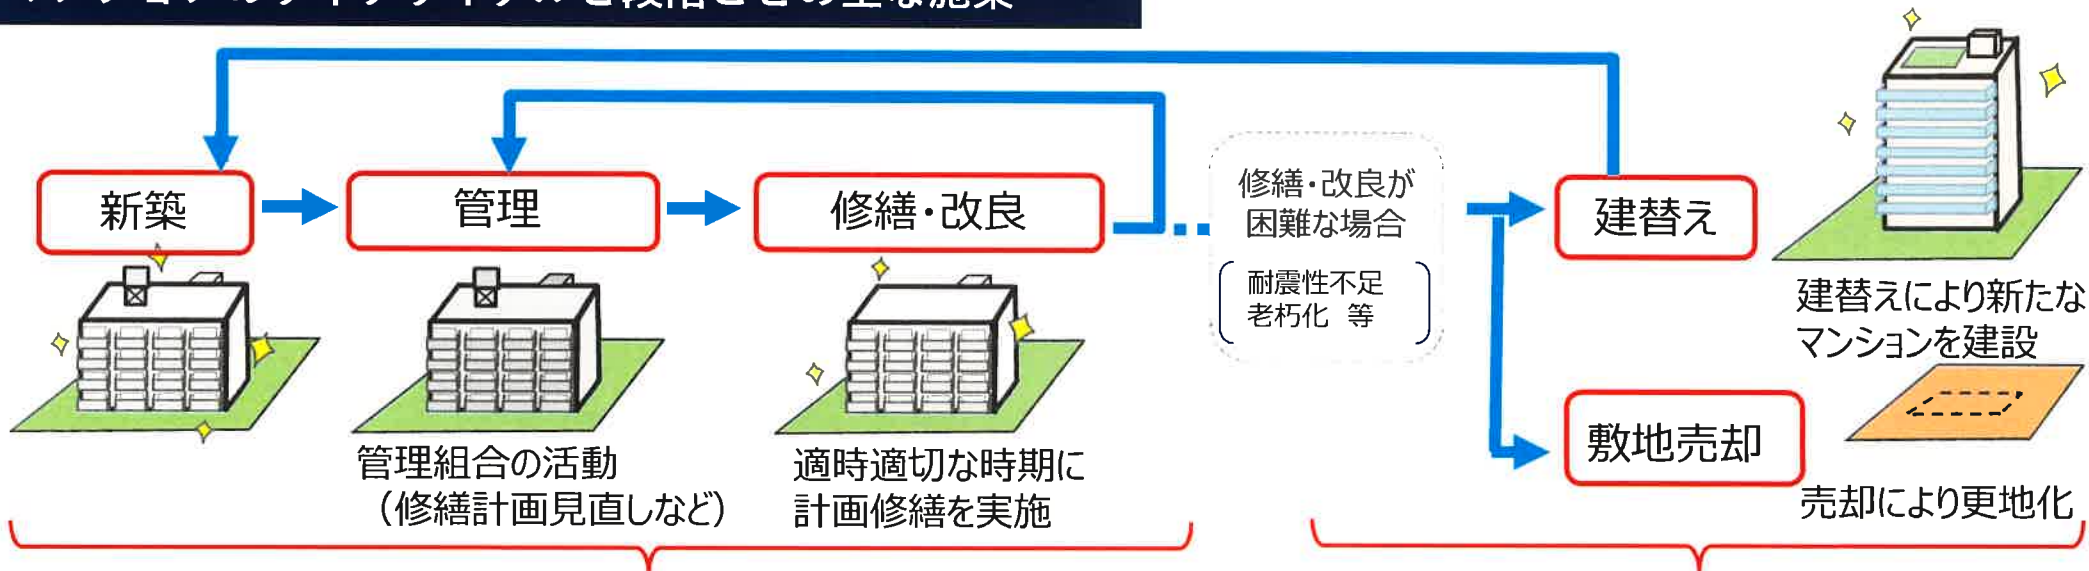 新築
管理
修繕・改良
修繕・改良が
困難な場合
耐震性不足
老朽化 等
建替え
建替えにより新たな
マンションを建設
敷地売却
売却により更地化
管理組合の活動
(修繕計画見直しなど)
適時適切な時期に
計画修繕を実施